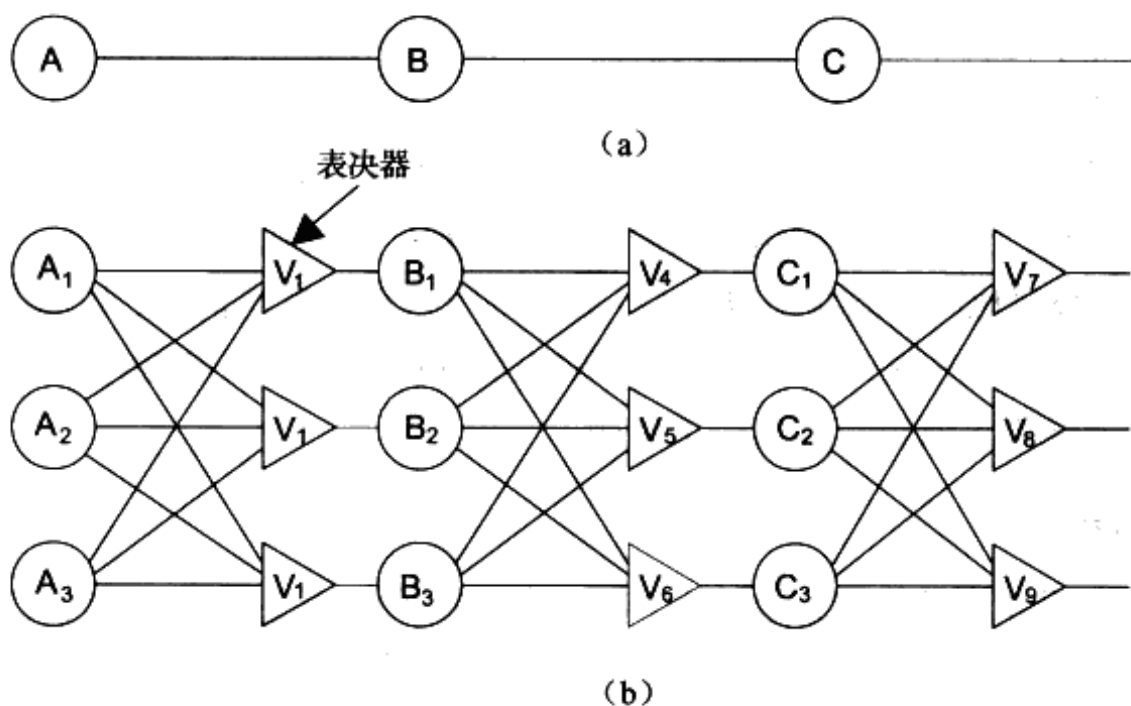 A B C
(a)
表决器
A1 V1 B1 V4 C1 V7
A2 V1 B2 V5 C2 V8
A3 V1 B3 V6 C3 V9
(b)